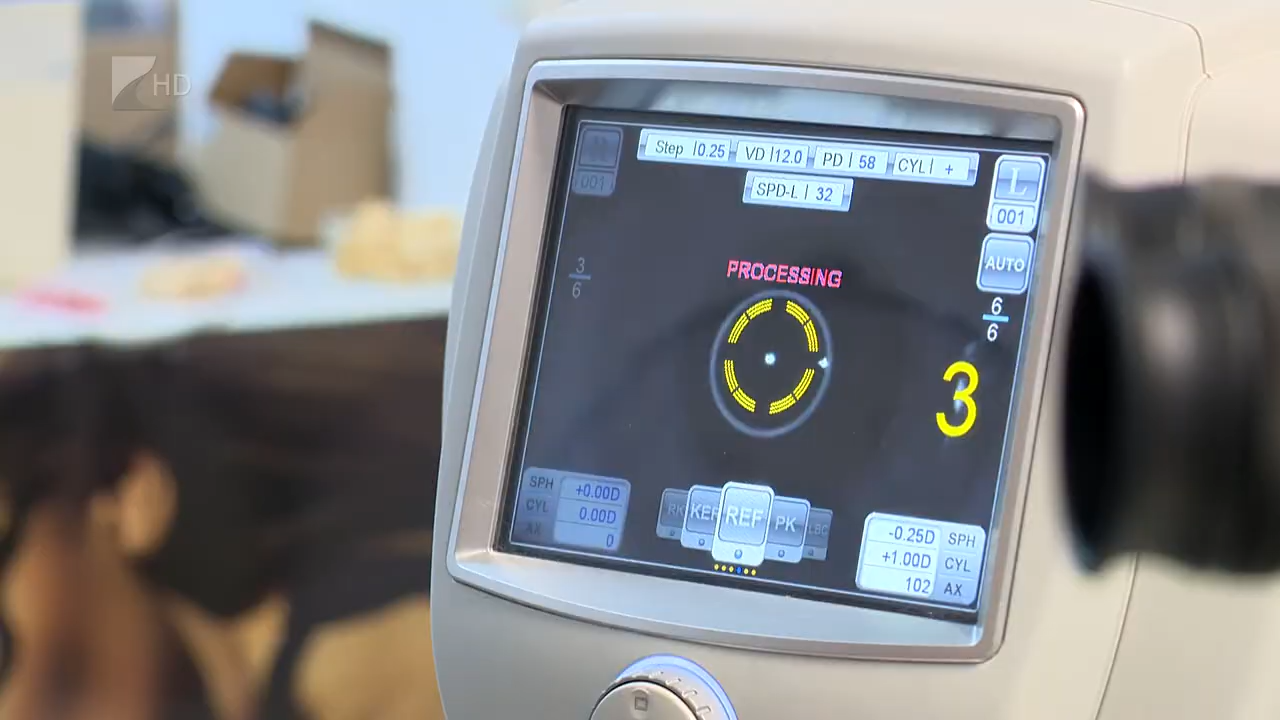 HD
Step 0.25 VD 12.0 PD 58 CYL +
SPD-L 32
R
001
L
001
AUTO
3
6
PROCESSING
6
6
3
SPH +0.00D
CYL 0.00D
AX 0
RK KER REF PK LBC
-0.25D SPH
+1.00D CYL
102 AX